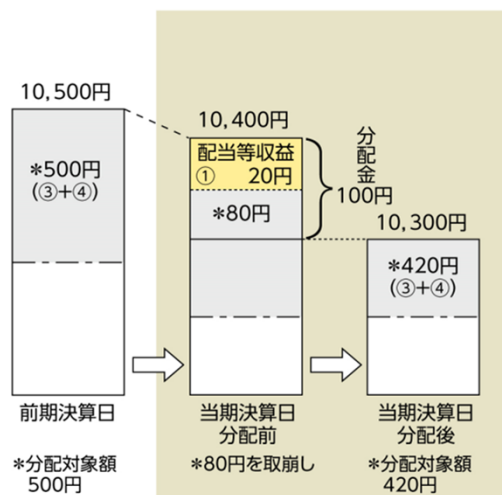 10,500円
*500円
(③+④)
前期決算日
*分配対象額
500円
10,400円
配当等収益
① 20円
*80円
分配金
100円
当期決算日
分配前
*80円を取崩し
10,300円
*420円
(③+④)
当期決算日
分配後
*分配対象額
420円